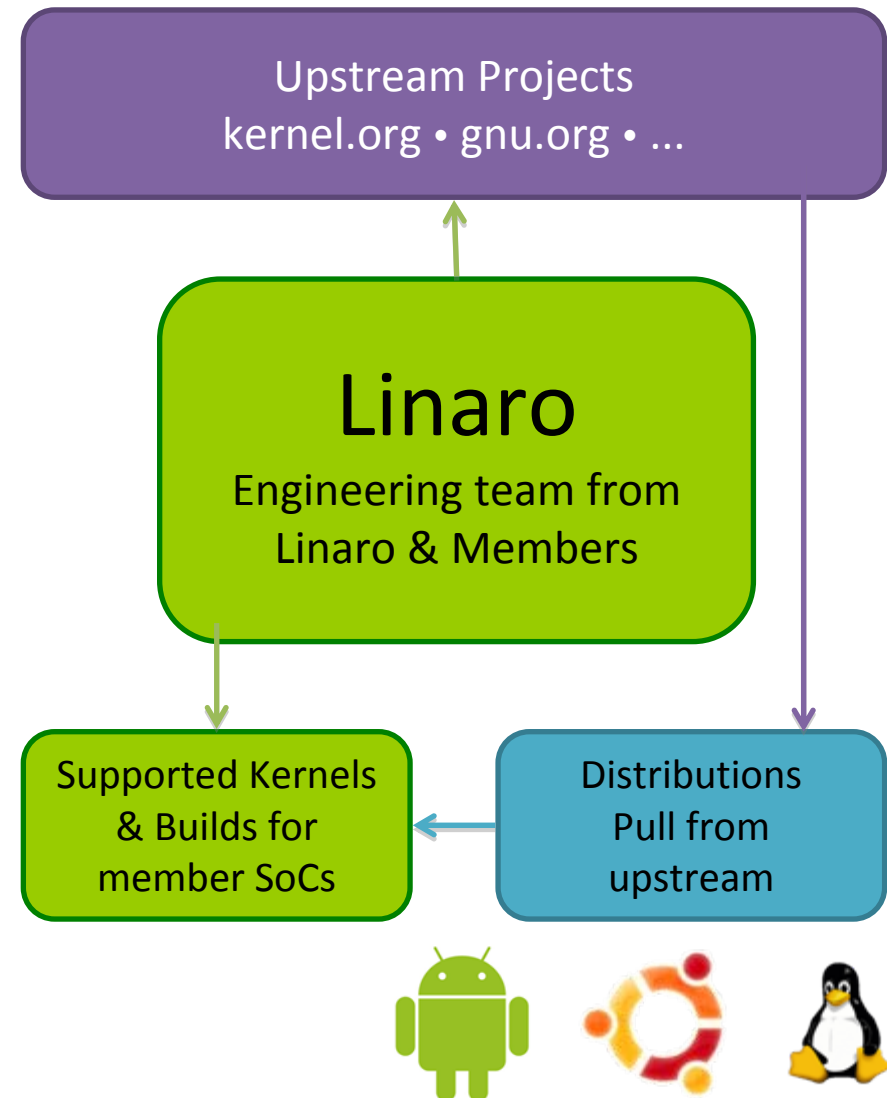 Upstream Projects
kernel.org • gnu.org • ...
Linaro
Engineering team from
Linaro & Members
Supported Kernels
& Builds for
member SoCs
Distributions
Pull from
upstream